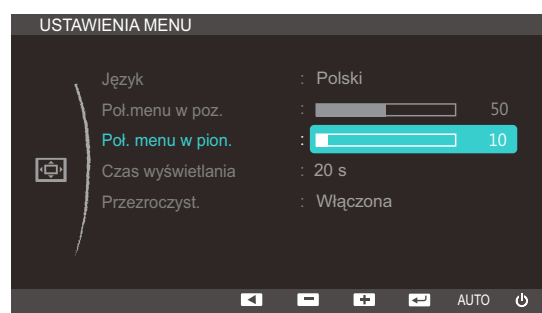 USTAWIENIA MENU
Język : Polski
Poł.menu w poz. : 50
Poł. menu w pion. : 10
Czas wyświetlania : 20 s
Przezroczyst. : Włączona
AUTO